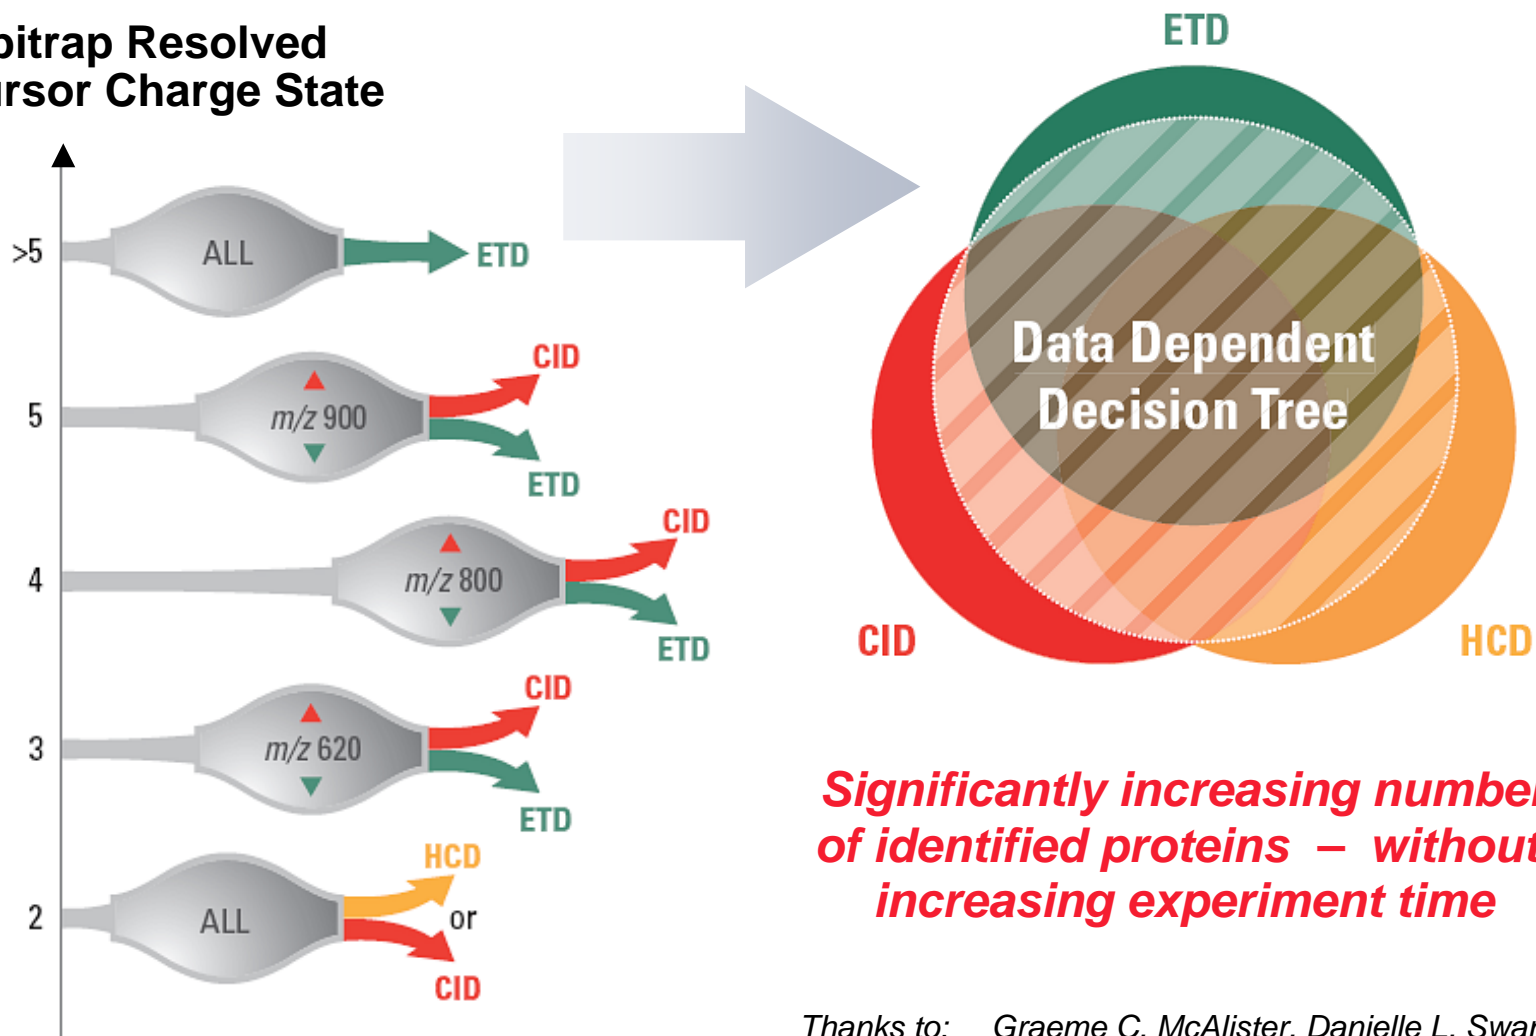 bitrap Resolved
ursor Charge State
>5
ALL
ETD
5
m/z 900
CID
ETD
4
m/z 800
CID
ETD
3
m/z 620
CID
ETD
2
ALL
HCD
or
CID
ETD
Data Dependent
Decision Tree
CID
HCD
Significantly increasing number
of identified proteins – without
increasing experiment time
Thanks to: Graeme C. McAlister, Danielle L. Swa